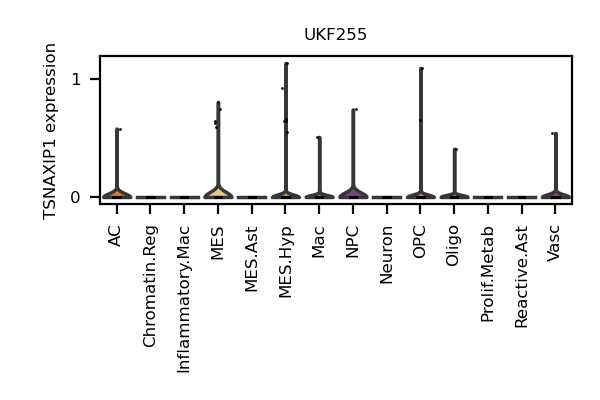 UKF255
TSNAXIP1 expression
1
0
AC
Chromatin.Reg
Inflammatory.Mac
MES
MES.Ast
MES.Hyp
Mac
NPC
Neuron
OPC
Oligo
Prolif.Metab
Reactive.Ast
Vasc